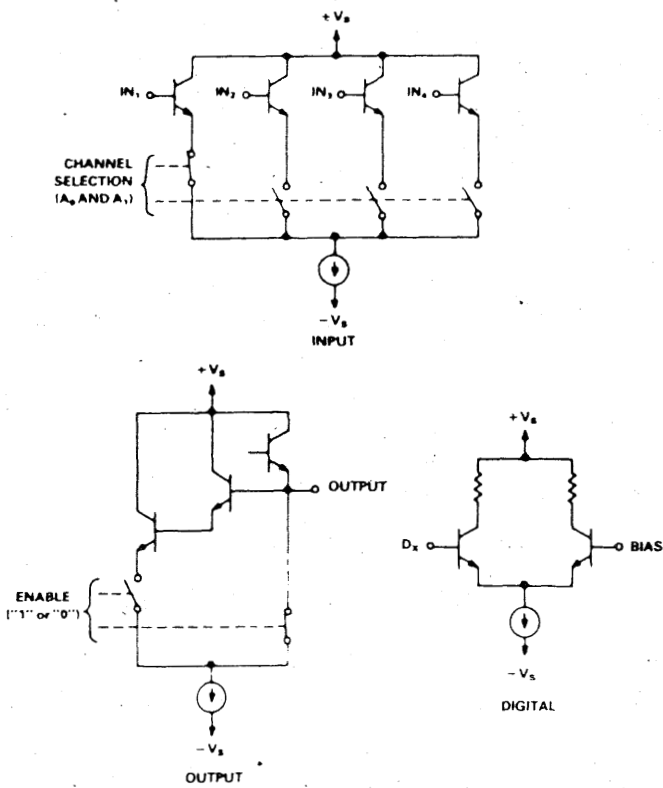 + Vs
IN1 IN2 IN3 IN4
CHANNEL
SELECTION
(A0 AND A1)
− Vs
INPUT
+ Vs
OUTPUT
ENABLE
("1" or "0")
− Vs
OUTPUT
+ Vs
Dx
BIAS
− Vs
DIGITAL